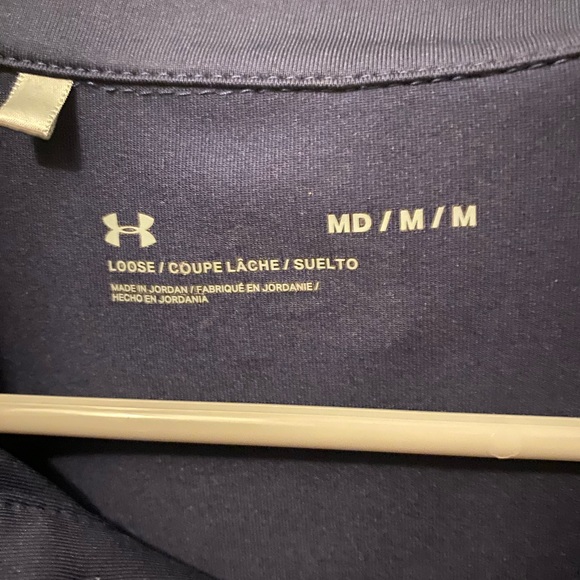 MD / M / M
LOOSE / COUPE LÂCHE / SUELTO
MADE IN JORDAN / FABRIQUÉ EN JORDANIE /
HECHO EN JORDANIA